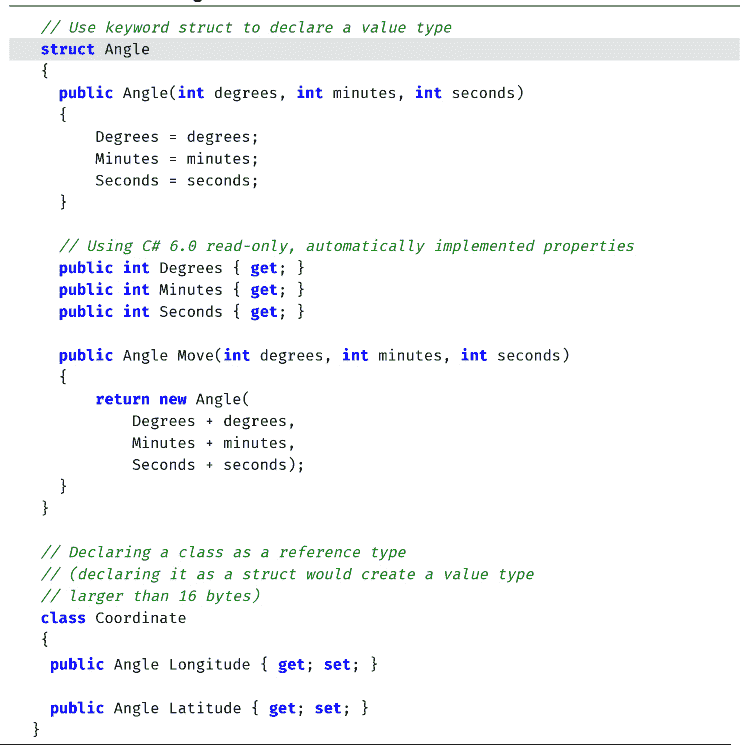 // Use keyword struct to declare a value type
struct Angle
{
  public Angle(int degrees, int minutes, int seconds)
  {
      Degrees = degrees;
      Minutes = minutes;
      Seconds = seconds;
  }

  // Using C# 6.0 read-only, automatically implemented properties
  public int Degrees { get; }
  public int Minutes { get; }
  public int Seconds { get; }

  public Angle Move(int degrees, int minutes, int seconds)
  {
      return new Angle(
          Degrees + degrees,
          Minutes + minutes,
          Seconds + seconds);
  }
}

// Declaring a class as a reference type
// (declaring it as a struct would create a value type
// larger than 16 bytes)
class Coordinate
{
 public Angle Longitude { get; set; }

 public Angle Latitude { get; set; }
}